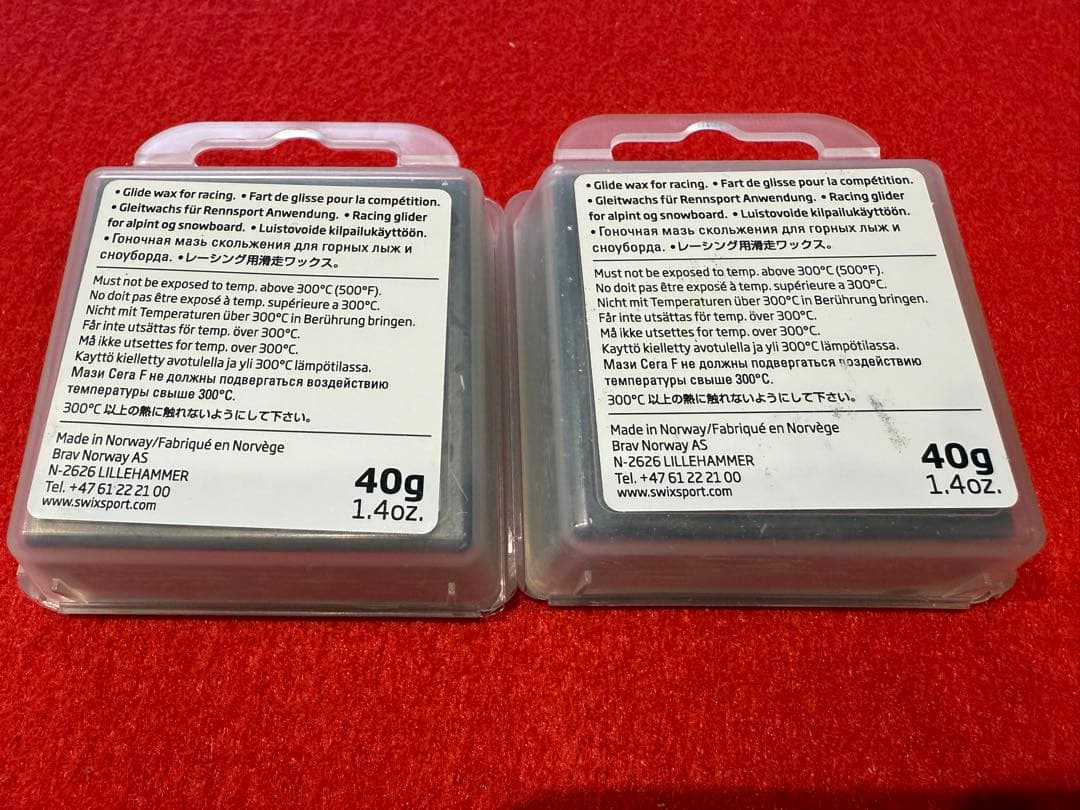 • Glide wax for racing. • Fart de glisse pour la compétition.
• Gleitwachs für Rennsport Anwendung. • Racing glider
for alpint og snowboard. • Luistovoide kilpailukäyttöön.
• Гоночная мазь скольжения для горных лыж и
сноуборда. •レーシング用滑走ワックス。
Must not be exposed to temp. above 300°C (500°F).
No doit pas être exposé à temp. supérieure a 300°C.
Nicht mit Temperaturen über 300°C in Berührung bringen.
Får inte utsättas för temp. över 300°C.
Må ikke utsettes for temp. over 300°C.
Kayttö kielletty avotulella ja yli 300°C lämpötilassa.
Мази Cera F не должны подвергаться воздействию
температуры свыше 300°C.
300°C 以上の熱に触れないようにして下さい。
Made in Norway/Fabriqué en Norvège
Brav Norway AS
N-2626 LILLEHAMMER
Tel. +47 61 22 21 00
www.swixsport.com
40g
1.4oz.
• Glide wax for racing. • Fart de glisse pour la compétition.
• Gleitwachs für Rennsport Anwendung. • Racing glider
for alpint og snowboard. • Luistovoide kilpailukäyttöön.
• Гоночная мазь скольжения для горных лыж и
сноуборда. •レーシング用滑走ワックス。
Must not be exposed to temp. above 300°C (500°F).
No doit pas être exposé à temp. supérieure a 300°C.
Nicht mit Temperaturen über 300°C in Berührung bringen.
Får inte utsättas för temp. över 300°C.
Må ikke utsettes for temp. over 300°C.
Kayttö kielletty avotulella ja yli 300°C lämpötilassa.
Мази Cera F не должны подвергаться воздействию
температуры свыше 300°C.
300°C 以上の熱に触れないようにして下さい。
Made in Norway/Fabriqué en Norvège
Brav Norway AS
N-2626 LILLEHAMMER
Tel. +47 61 22 21 00
www.swixsport.com
40g
1.4oz.